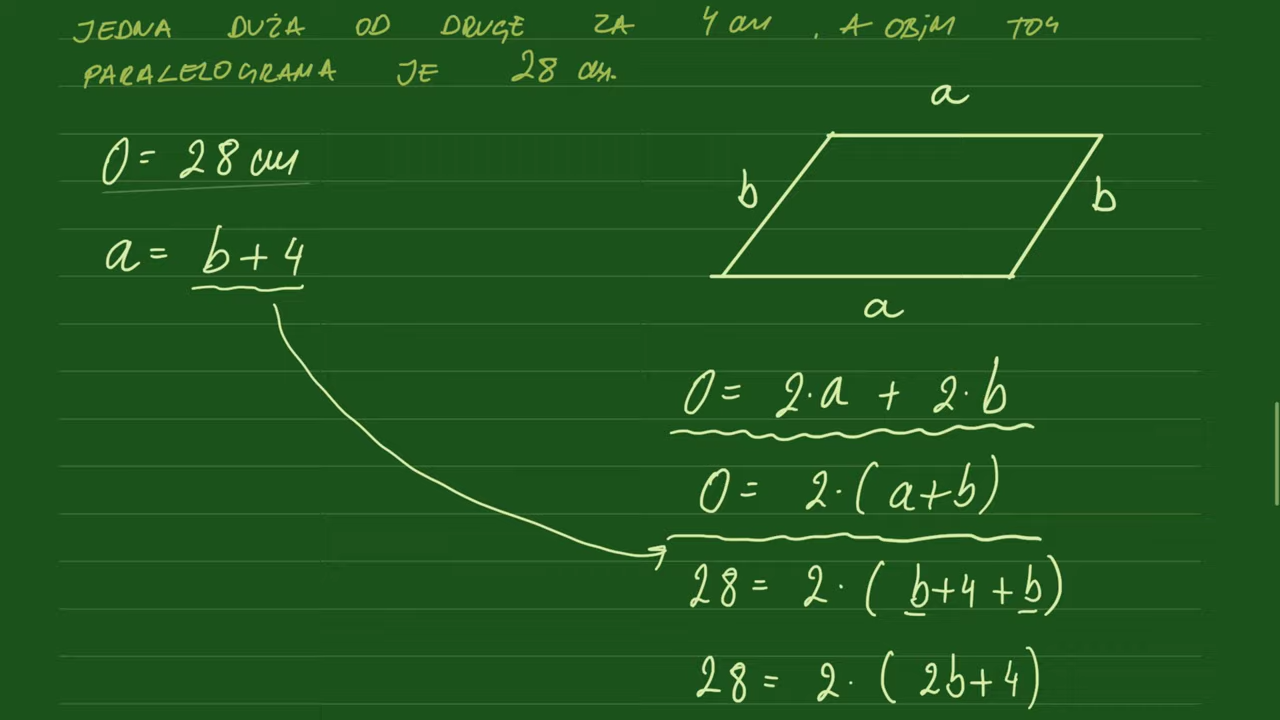 JEDNA DUŽA OD DRUGE ZA 4 cm, A OBIM TOG
PARALELOGRAMA JE 28 cm.
O = 28 cm
a = b + 4
a
b
b
a
O = 2·a + 2·b
O = 2·(a+b)
28 = 2·(b+4+b)
28 = 2·(2b+4)